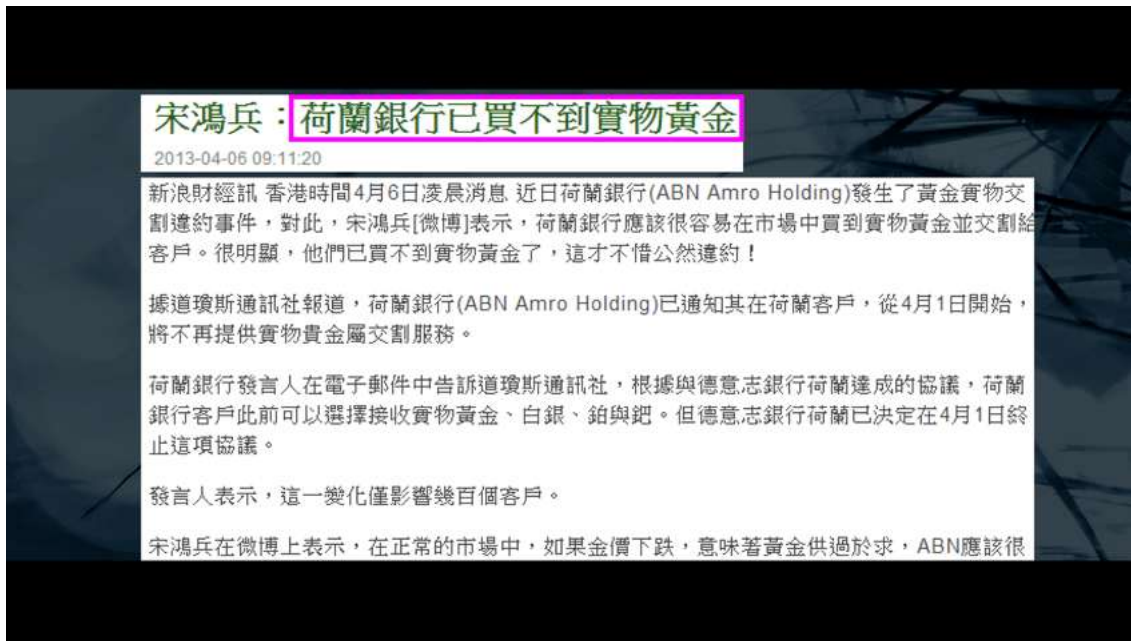 宋鴻兵：荷蘭銀行已買不到實物黃金
2013-04-06 09:11:20
新浪財經訊 香港時間4月6日凌晨消息 近日荷蘭銀行(ABN Amro Holding)發生了黃金實物交
割違約事件，對此，宋鴻兵[微博]表示，荷蘭銀行應該很容易在市場中買到實物黃金並交割給
客戶。很明顯，他們已買不到實物黃金了，這才不惜公然違約！
據道瓊斯通訊社報道，荷蘭銀行(ABN Amro Holding)已通知其在荷蘭客戶，從4月1日開始，
將不再提供實物貴金屬交割服務。
荷蘭銀行發言人在電子郵件中告訴道瓊斯通訊社，根據與德意志銀行荷蘭達成的協議，荷蘭
銀行客戶此前可以選擇接收實物黃金、白銀、鉑與鈀。但德意志銀行荷蘭已決定在4月1日終
止這項協議。
發言人表示，這一變化僅影響幾百個客戶。
宋鴻兵在微博上表示，在正常的市場中，如果金價下跌，意味著黃金供過於求，ABN應該很